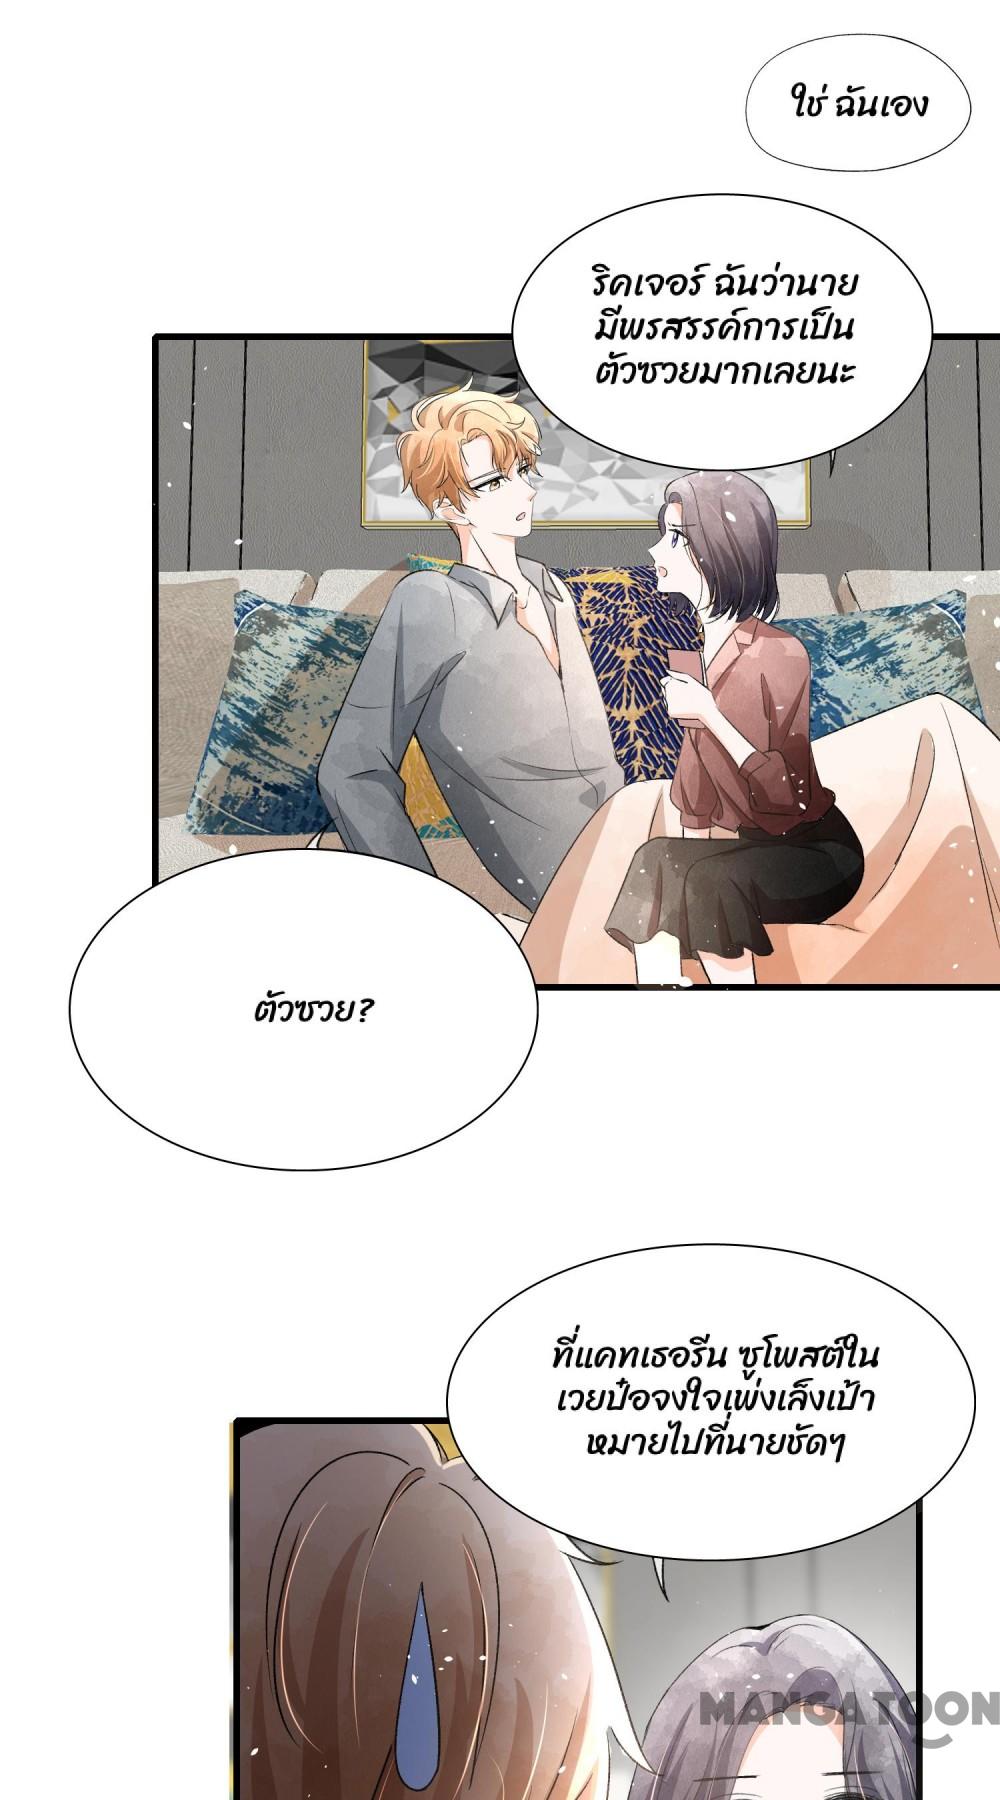 ใช่ ฉันเอง
ริคเจอร์ ฉันว่านาย
มีพรสรรค์การเป็น
ตัวซวยมากเลยนะ
ตัวซวย?
ที่แคทเธอรีน ซูโพสต์ใน
เวยป๋อจงใจเพ่งเล็งเป้า
หมายไปที่นายชัดๆ
MANGATOON